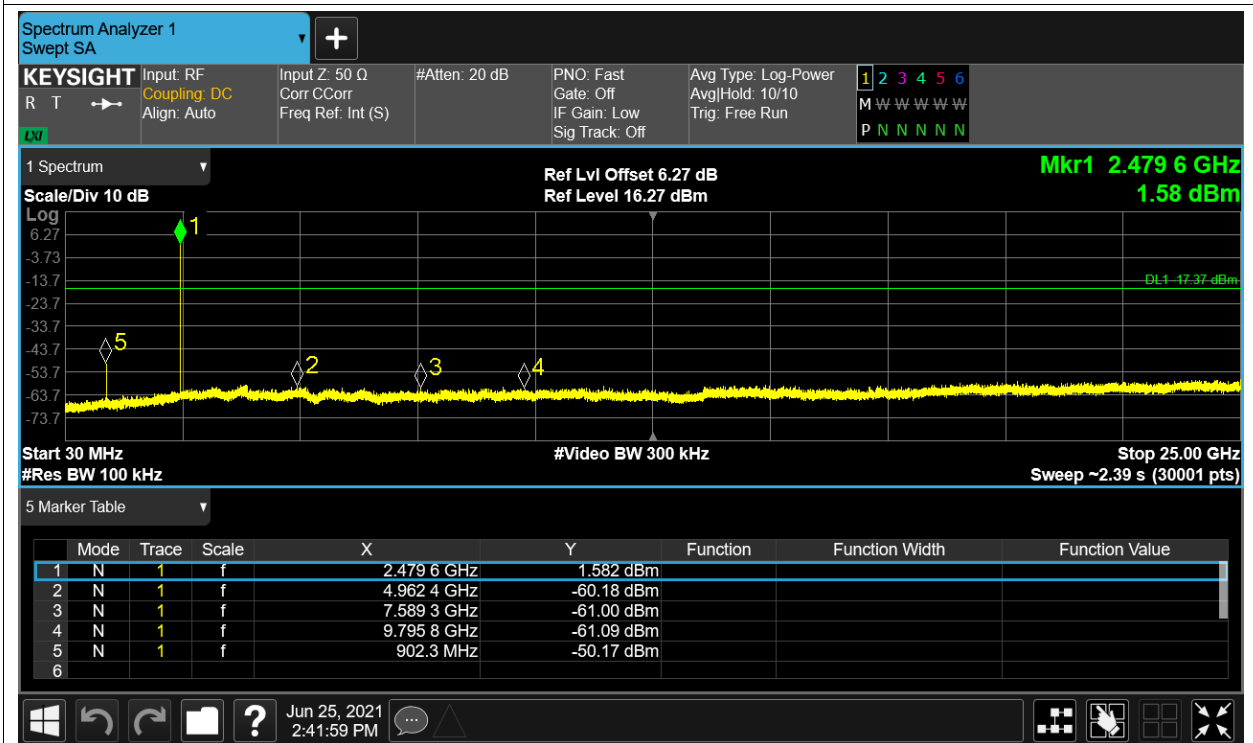 Spectrum Analyzer 1
Swept SA
KEYSIGHT Input: RF Input Z: 50 Ω #Atten: 20 dB PNO: Fast Avg Type: Log-Power 1 2 3 4 5 6
R T Coupling: DC Corr CCorr Gate: Off Avg|Hold: 10/10 M W W W W W
Align: Auto Freq Ref: Int (S) IF Gain: Low Trig: Free Run
LXI Sig Track: Off P N N N N N
1 Spectrum Ref Lvl Offset 6.27 dB Mkr1 2.479 6 GHz
Scale/Div 10 dB Ref Level 16.27 dBm 1.58 dBm
Log
1
6.27
-3.73
-13.7 DL1 -17.37 dBm
-23.7
-33.7
5
-43.7
2 3 4
-53.7
-63.7
-73.7
Start 30 MHz #Video BW 300 kHz Stop 25.00 GHz
#Res BW 100 kHz Sweep ~2.39 s (30001 pts)
5 Marker Table
Mode Trace Scale X Y Function Function Width Function Value
1 N 1 f 2.479 6 GHz 1.582 dBm
2 N 1 f 4.962 4 GHz -60.18 dBm
3 N 1 f 7.589 3 GHz -61.00 dBm
4 N 1 f 9.795 8 GHz -61.09 dBm
5 N 1 f 902.3 MHz -50.17 dBm
6
? Jun 25, 2021
2:41:59 PM